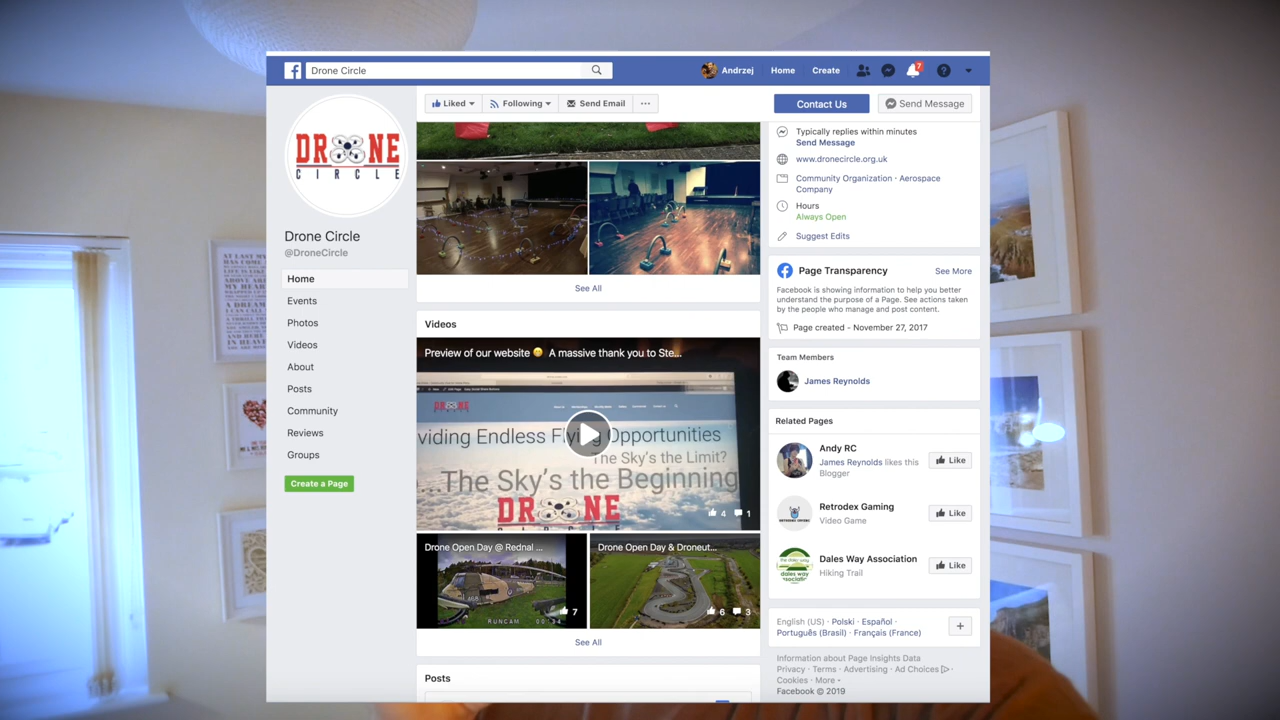 Drone Circle
Andrzej
Home
Create
7
Liked
Following
Send Email
Contact Us
Send Message
DRONE
CIRCLE
Drone Circle
@DroneCircle
Home
Events
Photos
Videos
About
Posts
Community
Reviews
Groups
Create a Page
See All
Videos
Preview of our website 😀 A massive thank you to Ste...
DRONE
viding Endless Flying Opportunities
The Sky's the Limit?
...The Sky's the Beginning
DRONE
4 1
Drone Open Day @ Rednal ...
RUNCAM
7
Drone Open Day & Droneut...
6 3
See All
Posts
Typically replies within minutes
Send Message
www.dronecircle.org.uk
Community Organization · Aerospace
Company
Hours
Always Open
Suggest Edits
Page Transparency
See More
Facebook is showing information to help you better
understand the purpose of a Page. See actions taken
by the people who manage and post content.
Page created - November 27, 2017
Team Members
James Reynolds
Related Pages
Andy RC
James Reynolds likes this
Blogger
Like
Retrodex Gaming
Video Game
Like
Dales Way Association
Hiking Trail
Like
English (US) · Polski · Español ·
Português (Brasil) · Français (France)
Information about Page Insights Data
Privacy · Terms · Advertising · Ad Choices ·
Cookies · More
Facebook © 2019